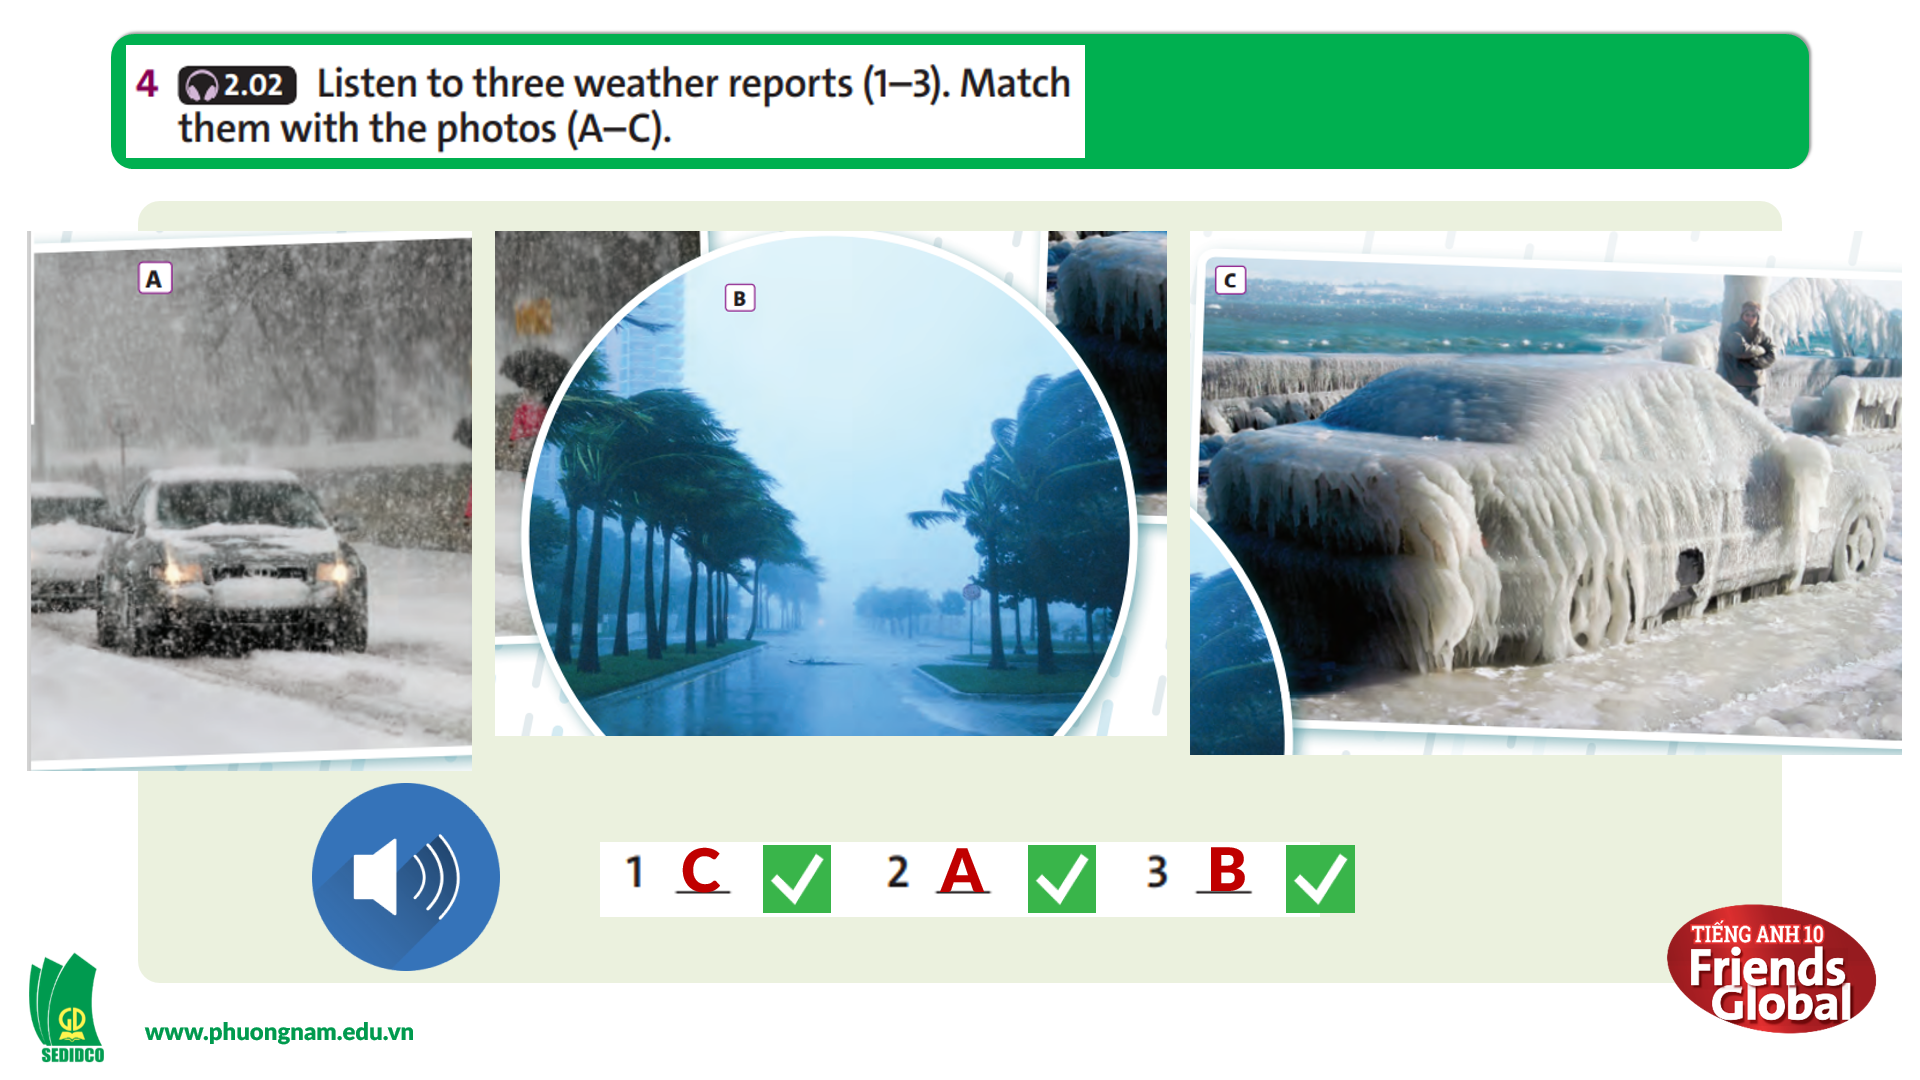 4 2.02 Listen to three weather reports (1–3). Match
them with the photos (A–C).
A
B
C
1 C 2 A 3 B
TIẾNG ANH 10
Friends
Global
GD
SEDIDCO
www.phuongnam.edu.vn